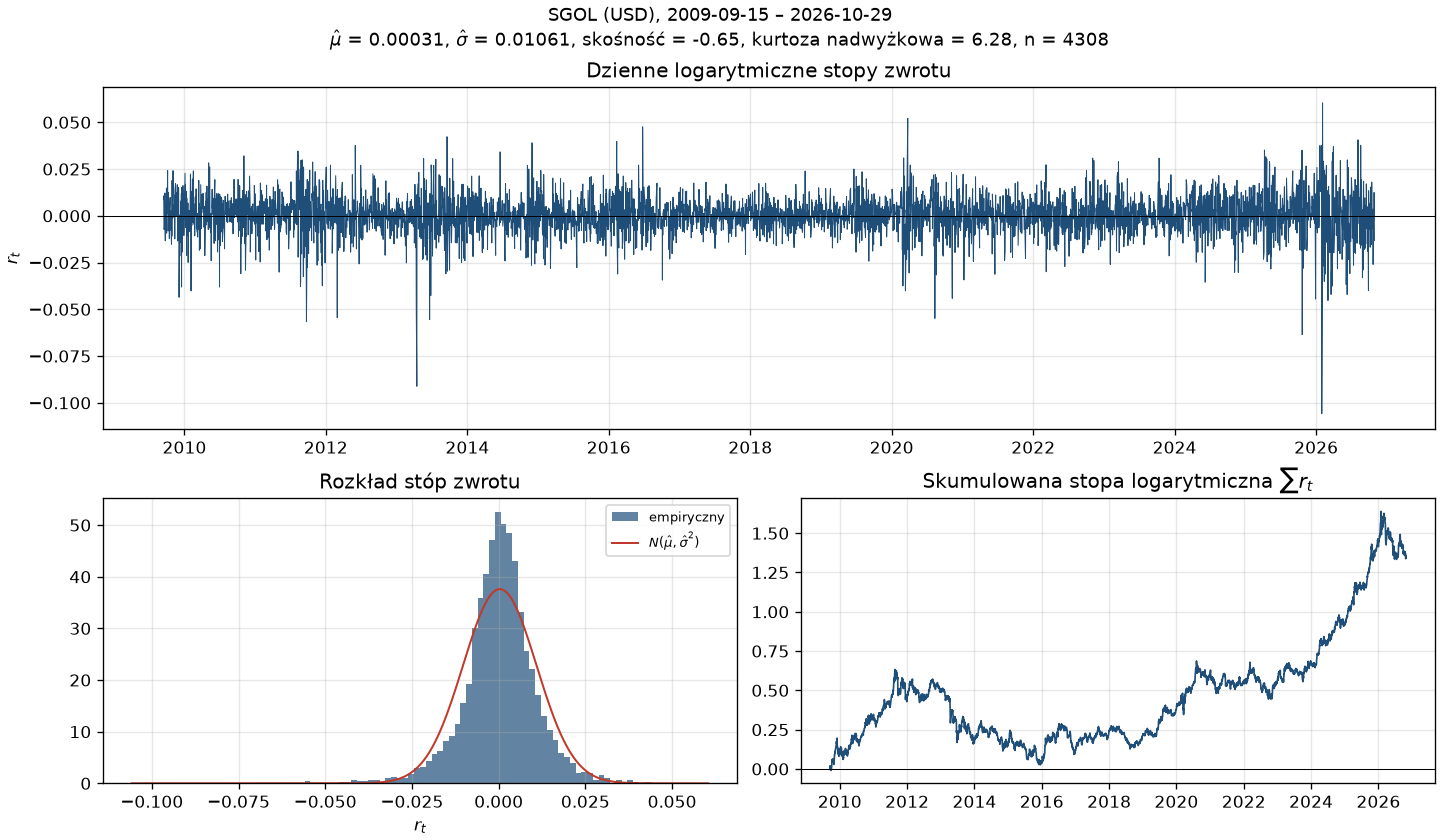 SGOL (USD), 2009-09-15 – 2026-10-29
μ̂ = 0.00031, σ̂ = 0.01061, skośność = -0.65, kurtoza nadwyżkowa = 6.28, n = 4308
Dzienne logarytmiczne stopy zwrotu
0.050
0.025
0.000
−0.025
−0.050
−0.075
−0.100
r_t
2010 2012 2014 2016 2018 2020 2022 2024 2026
Rozkład stóp zwrotu
50
40
30
20
10
0
empiryczny
N(μ̂, σ̂²)
−0.100 −0.075 −0.050 −0.025 0.000 0.025 0.050
r_t
Skumulowana stopa logarytmiczna ∑r_t
1.50
1.25
1.00
0.75
0.50
0.25
0.00
2010 2012 2014 2016 2018 2020 2022 2024 2026